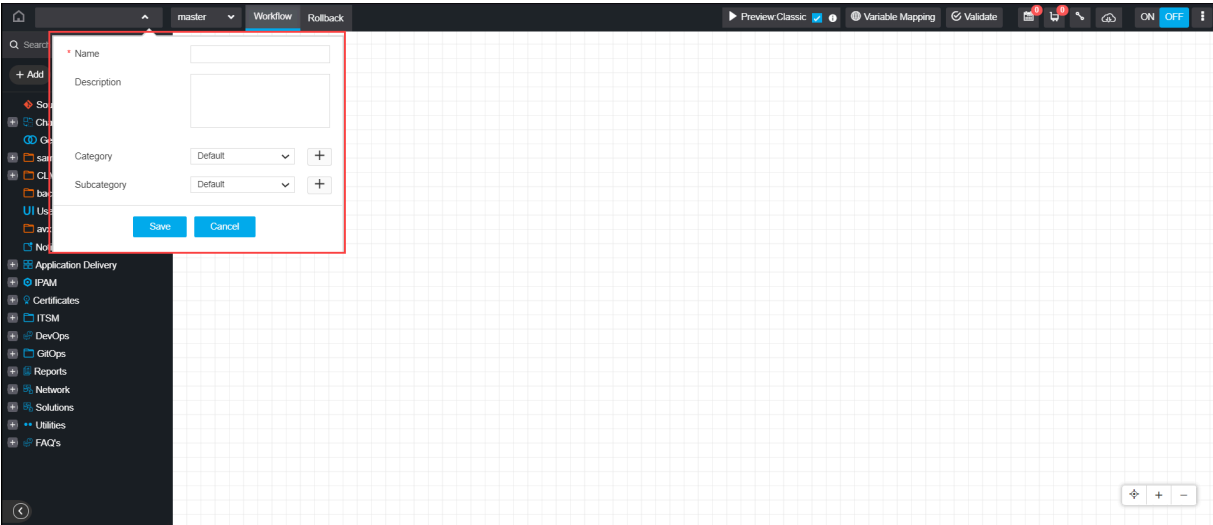 master
Workflow
Rollback
Preview:Classic
Variable Mapping
Validate
0
0
ON
OFF
Search
+ Add
* Name
Description
Category
Default
Subcategory
Default
Save
Cancel
UI
Application Delivery
IPAM
Certificates
ITSM
DevOps
GitOps
Reports
Network
Solutions
Utilities
FAQ's